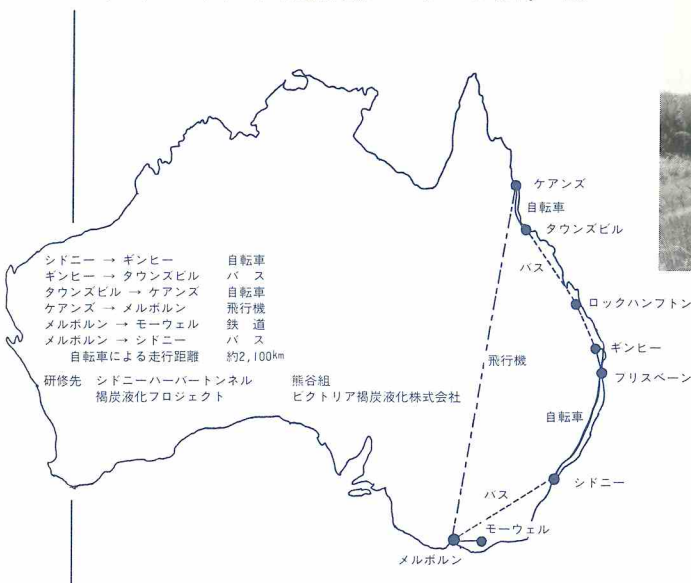 ケアンズ
自転車
タウンズビル
バス
ロックハンプトン
ギンヒー
ブリスベーン
自転車
シドニー
バス
モーウェル
メルボルン
飛行機
シドニー → ギンヒー 自転車
ギンヒー → タウンズビル バス
タウンズビル → ケアンズ 自転車
ケアンズ → メルボルン 飛行機
メルボルン → モーウェル 鉄道
メルボルン → シドニー バス
自転車による走行距離 約2,100km
研修先 シドニーハーバートンネル 熊谷組
褐炭液化プロジェクト ビクトリア褐炭液化株式会社